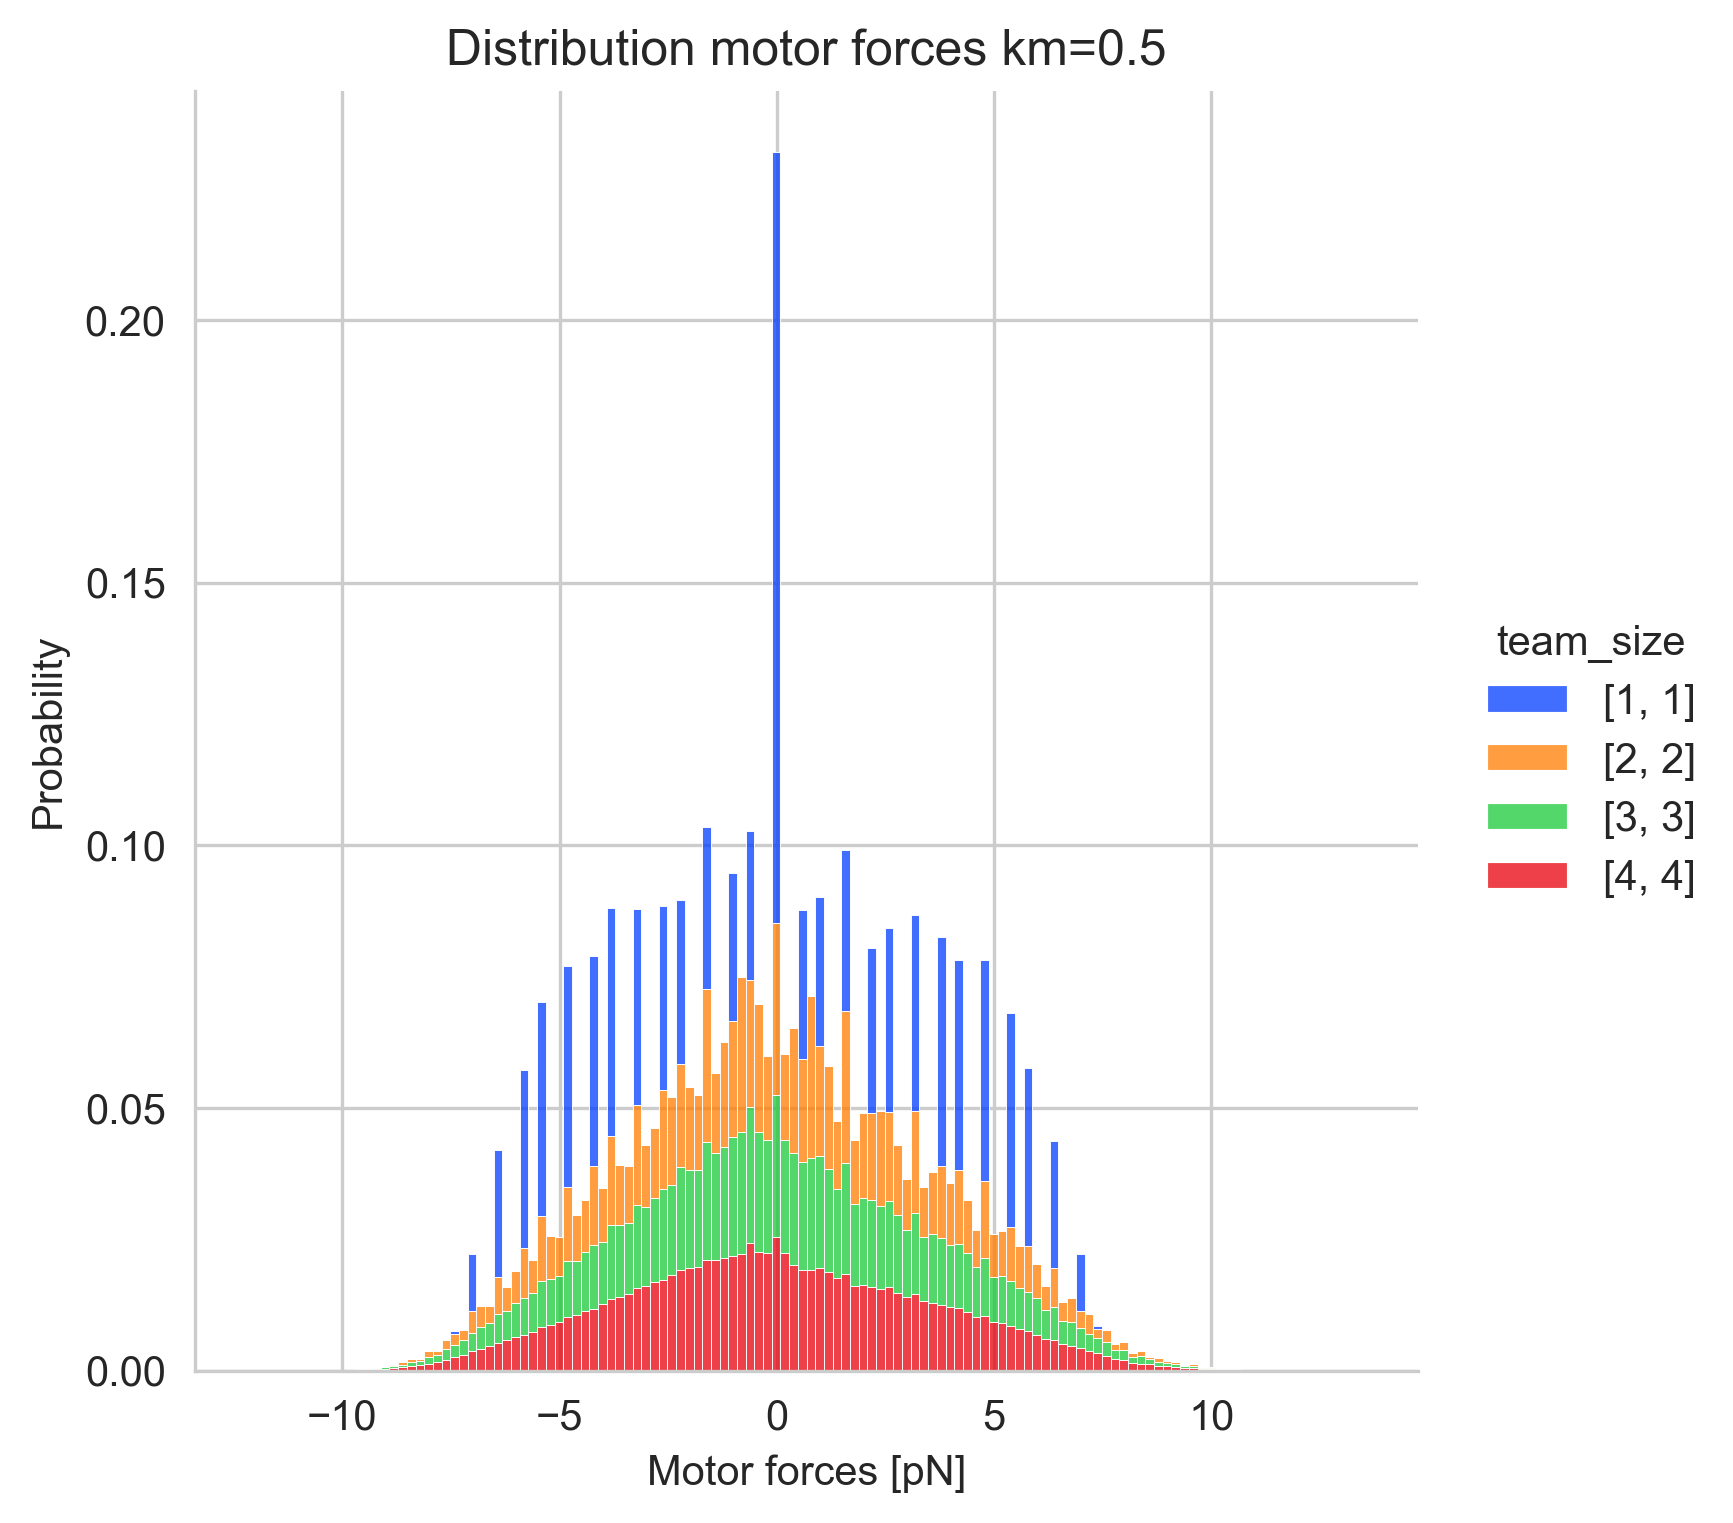 Distribution motor forces km=0.5
0.20
0.15
0.10
0.05
0.00
Probability
−10 −5 0 5 10
Motor forces [pN]
team_size
[1, 1]
[2, 2]
[3, 3]
[4, 4]